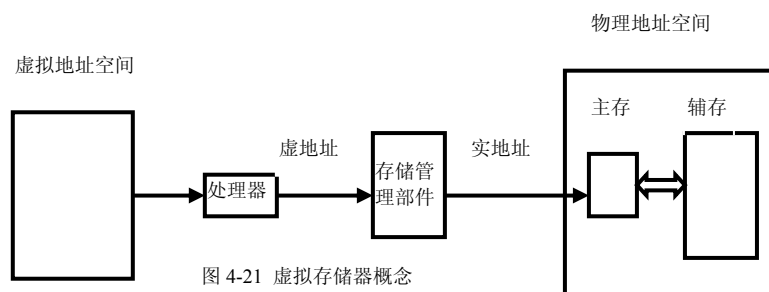 物理地址空间
虚拟地址空间
主存
辅存
虚地址
实地址
处理器
存储管
理部件
图 4-21 虚拟存储器概念